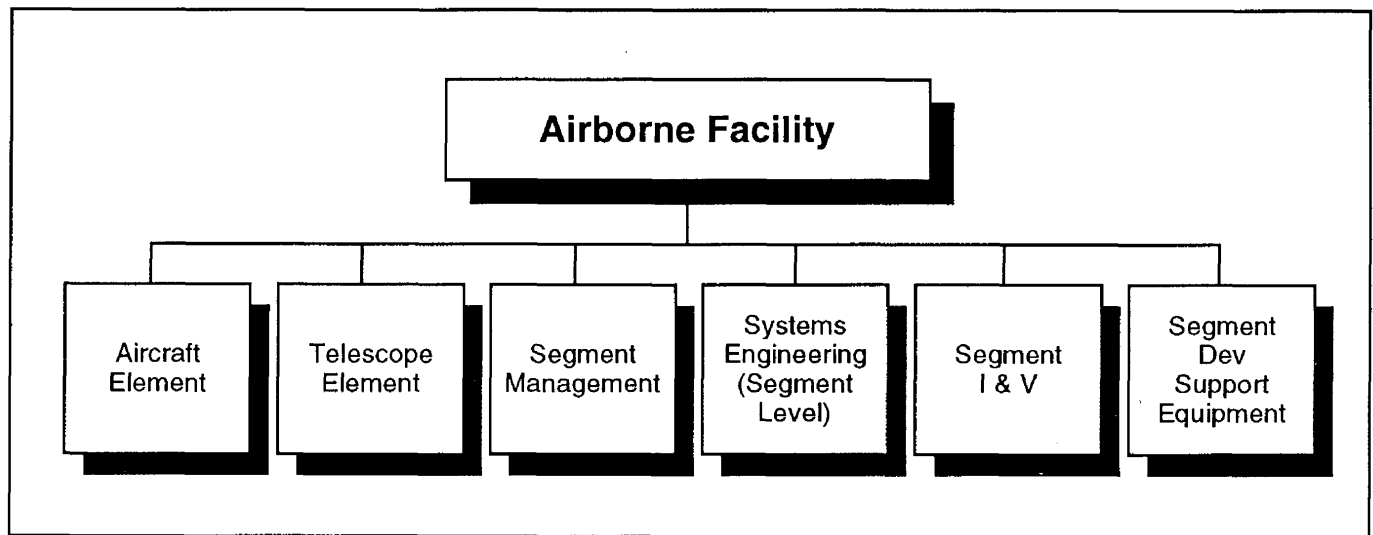 Airborne Facility
Aircraft
Element
Telescope
Element
Segment
Management
Systems
Engineering
(Segment
Level)
Segment
I & V
Segment
Dev
Support
Equipment